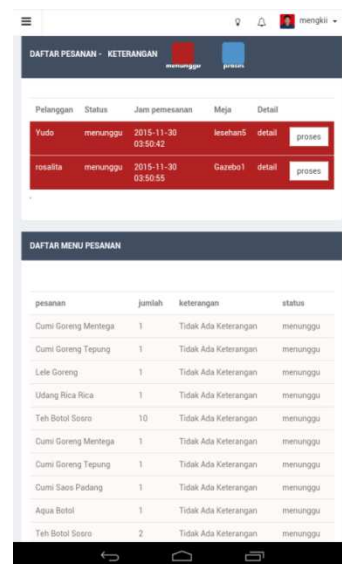 mengkii
DAFTAR PESANAN - KETERANGAN
menunggu proses
Pelanggan Status Jam pemesanan Meja Detail
Yudo menunggu 2015-11-30 03:50:42 lesehan5 detail proses
rosalita menunggu 2015-11-30 03:50:55 Gazebo1 detail proses
DAFTAR MENU PESANAN
pesanan jumlah keterangan status
Cumi Goreng Mentega 1 Tidak Ada Keterangan menunggu
Cumi Goreng Tepung 1 Tidak Ada Keterangan menunggu
Lele Goreng 1 Tidak Ada Keterangan menunggu
Udang Rica Rica 1 Tidak Ada Keterangan menunggu
Teh Botol Sosro 10 Tidak Ada Keterangan menunggu
Cumi Goreng Mentega 1 Tidak Ada Keterangan menunggu
Cumi Goreng Tepung 1 Tidak Ada Keterangan menunggu
Cumi Saos Padang 1 Tidak Ada Keterangan menunggu
Aqua Botol 1 Tidak Ada Keterangan menunggu
Teh Botol Sosro 2 Tidak Ada Keterangan menunggu